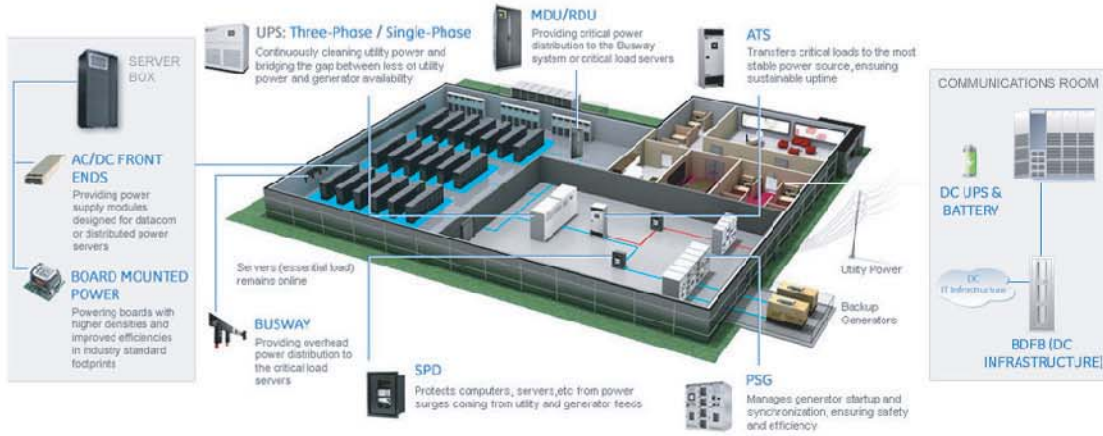 SERVER
BOX
AC/DC FRONT
ENDS
Providing power
supply modules
designed for datacom
or distributed power
servers
BOARD MOUNTED
POWER
Powering boards with
higher densities and
improved efficiencies
in industry standard
footprints
UPS: Three-Phase / Single-Phase
Continuously cleaning utility power and
bridging the gap between loss of utility
power and generator availability
MDU/RDU
Providing critical power
distribution to the Busway
system or critical load servers
ATS
Transfers critical loads to the most
stable power source, ensuring
sustainable uptime
Servers (essential load)
remains online
BUSWAY
Providing overhead
power distribution to
the critical load
servers
SPD
Protects computers, servers,etc from power
surges coming from utility and generator feeds
PSG
Manages generator startup and
synchronization, ensuring safety
and efficiency
Utility Power
Backup
Generators
COMMUNICATIONS ROOM
DC UPS &
BATTERY
DC
IT Infrastructure
BDFB (DC
INFRASTRUCTURE)